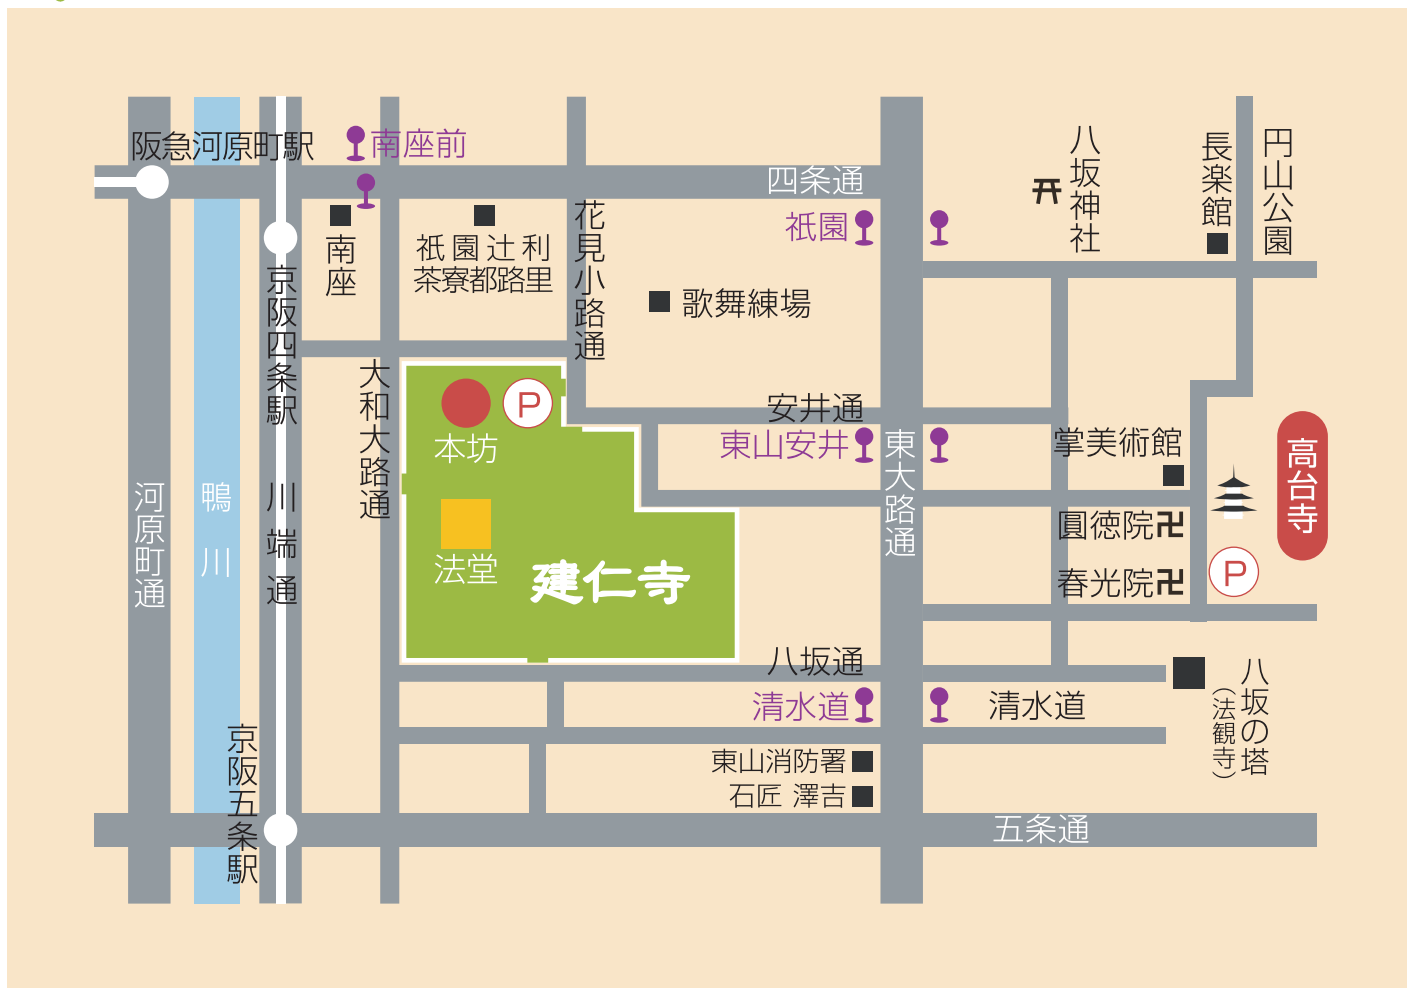 阪急河原町駅
南座前
四条通
八坂神社
長楽館
円山公園
祇園
南座
祇園辻利
茶寮都路里
花見小路通
歌舞練場
京阪四条駅
大和大路通
P
本坊
安井通
東山安井
東大路通
掌美術館
高台寺
河原町通
鴨川
川端通
法堂
建仁寺
圓徳院卍
春光院卍
P
八坂通
清水道
清水道
八坂の塔
(法観寺)
京阪五条駅
東山消防署
石匠 澤吉
五条通